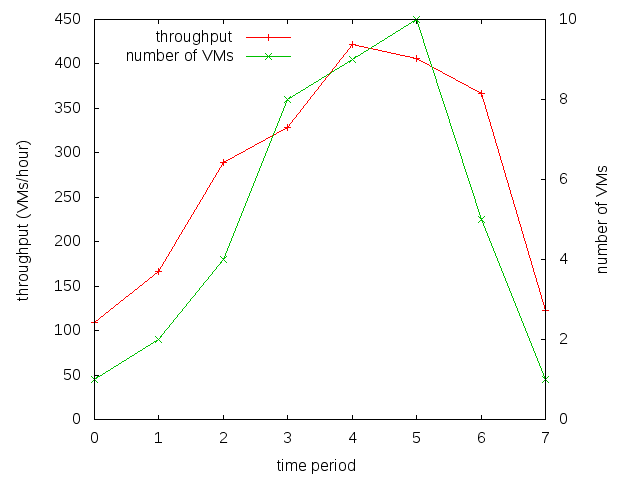 450
400
350
300
250
200
150
100
50
0
throughput (VMs/hour)
throughput
number of VMs
10
8
6
4
2
0
number of VMs
0 1 2 3 4 5 6 7
time period